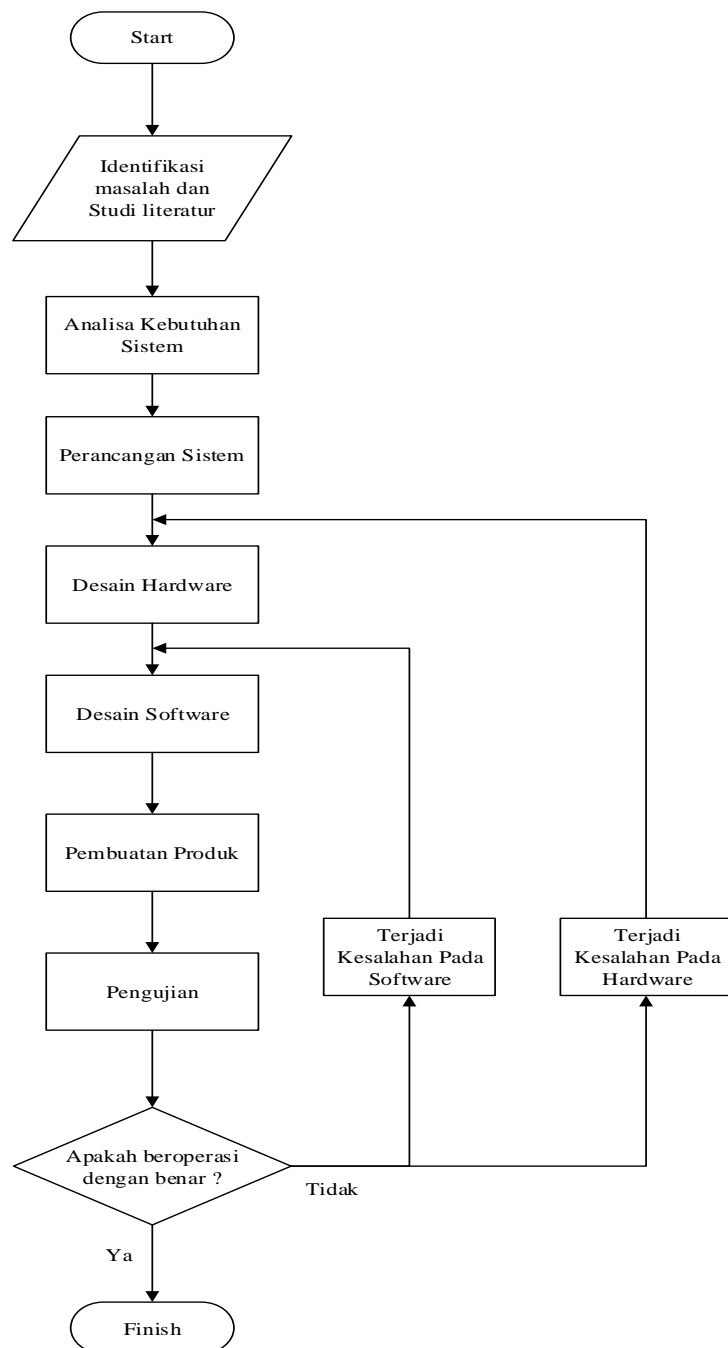 Start
Identifikasi
masalah dan
Studi literatur
Analisa Kebutuhan
Sistem
Perancangan Sistem
Desain Hardware
Desain Software
Pembuatan Produk
Terjadi
Kesalahan Pada
Software
Terjadi
Kesalahan Pada
Hardware
Pengujian
Apakah beroperasi
dengan benar ?
Tidak
Ya
Finish